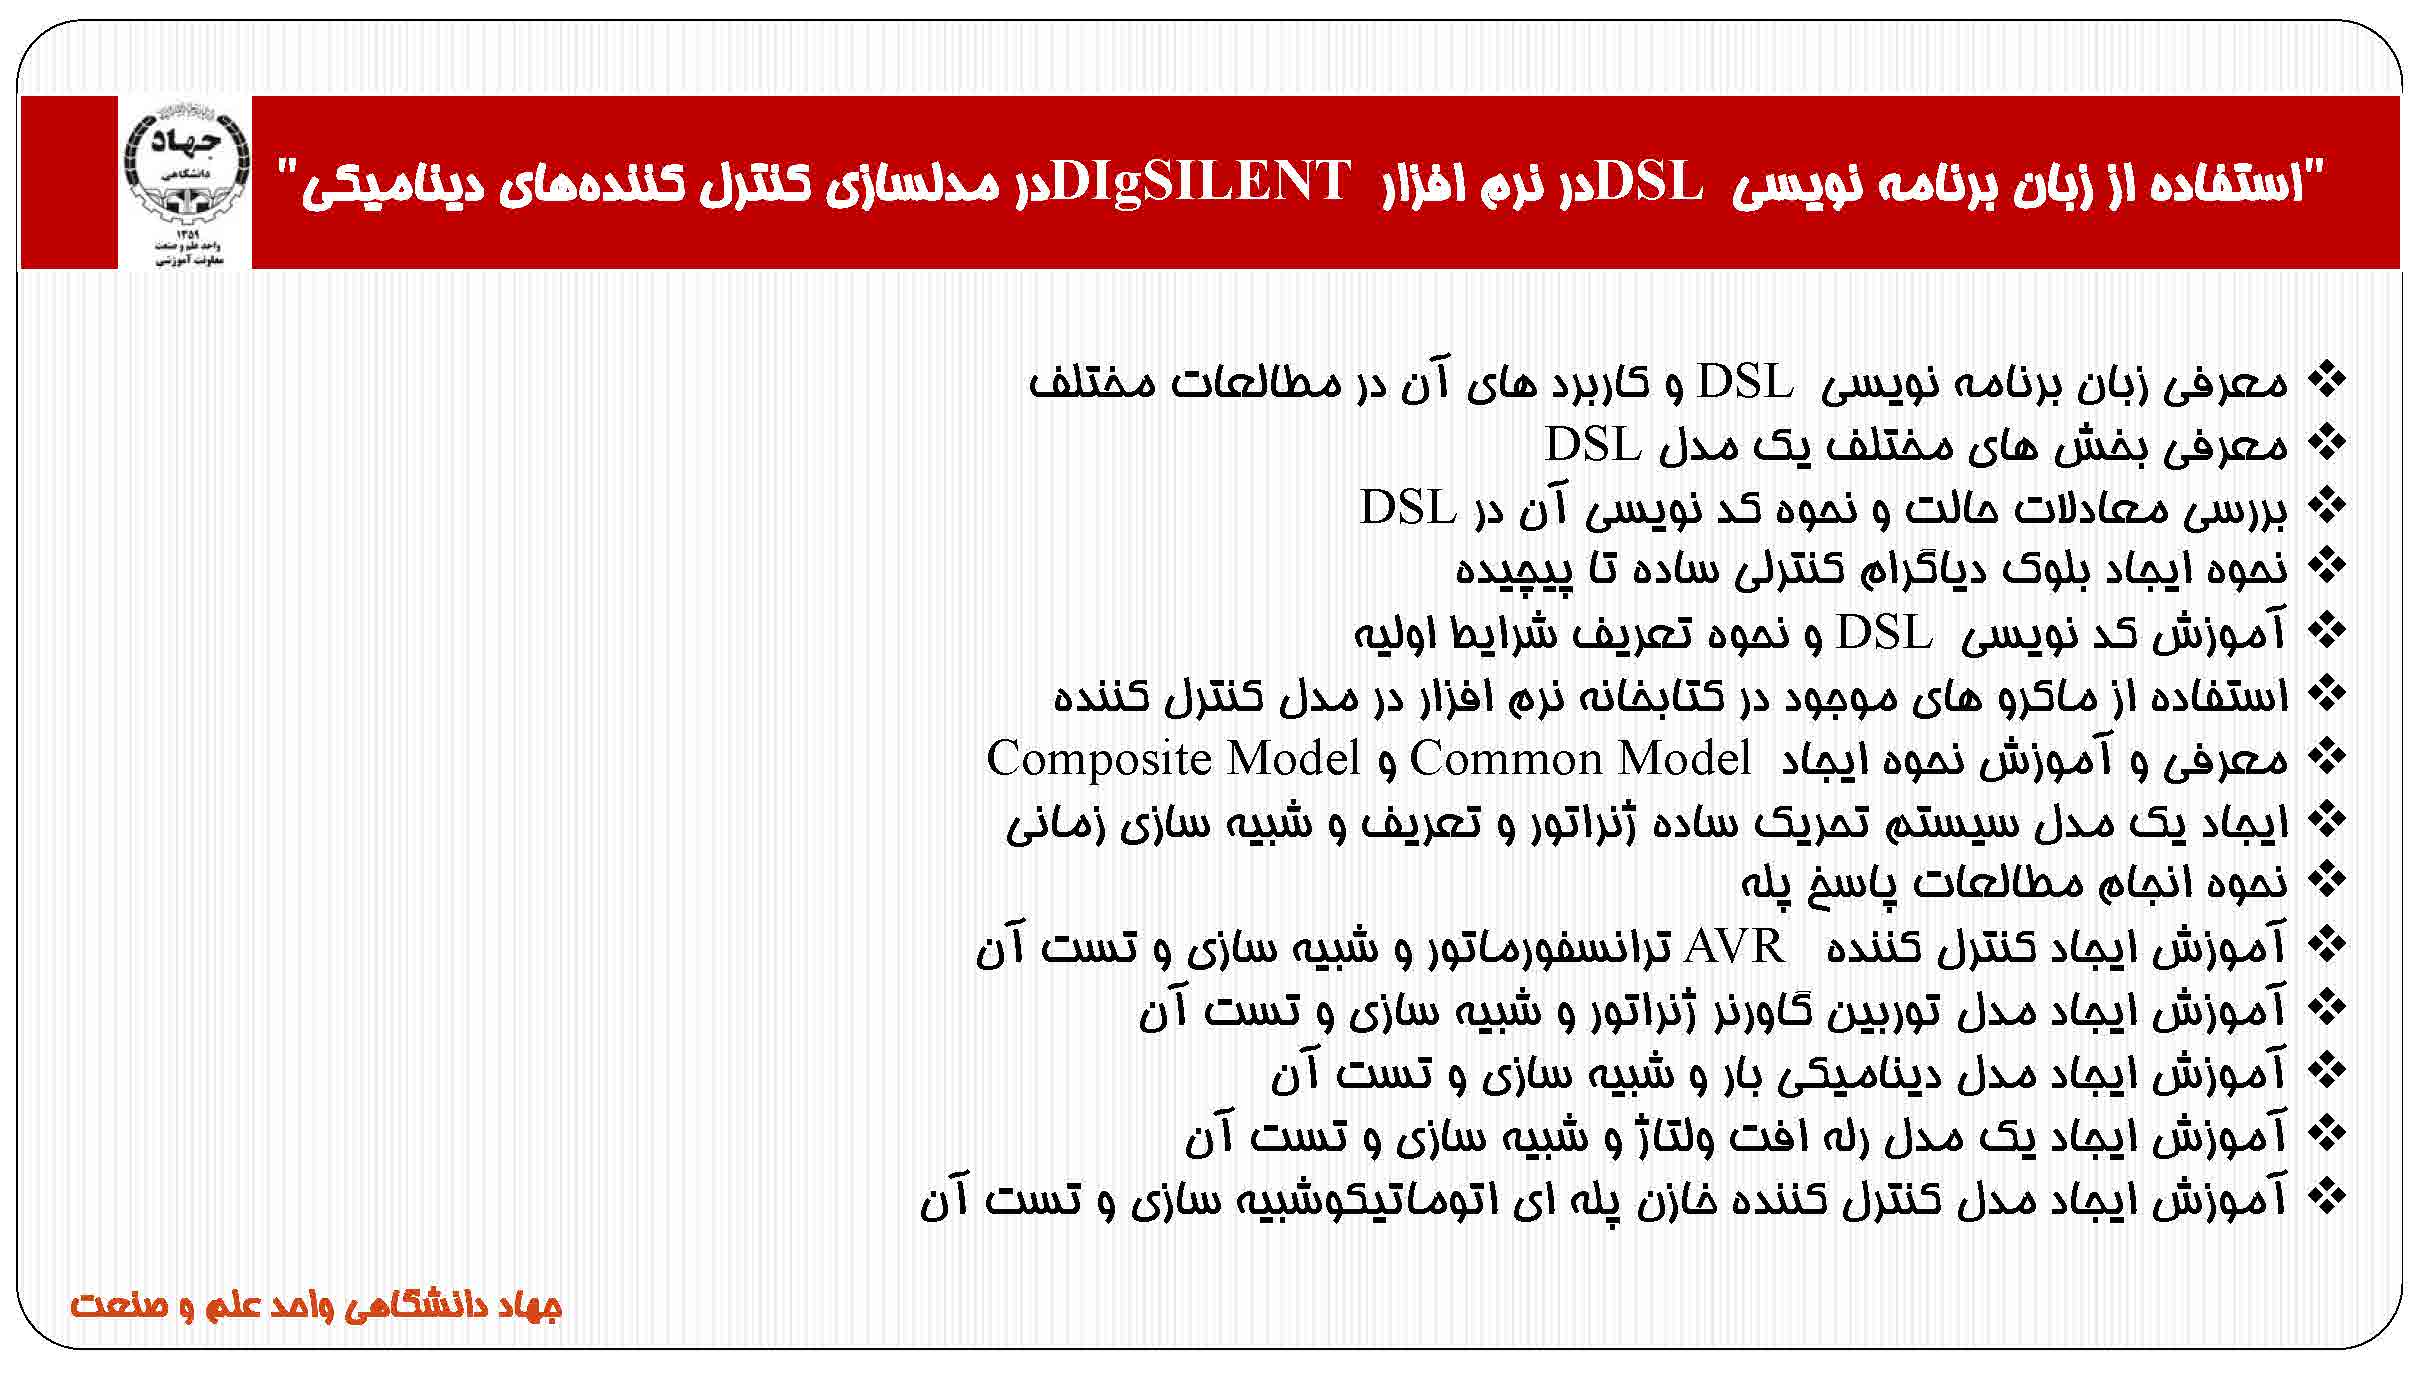 "استفاده از زبان برنامه نویسی DSLدر نرم افزار DIgSILENTدر مدلسازی کنترل کننده‌های دینامیکی"
جهاد
دانشگاهی
۱۳۵۹
واحد علم و صنعت
معاونت آموزشی
❖ معرفی زبان برنامه نویسی DSL و کاربرد های آن در مطالعات مختلف
❖ معرفی بخش های مختلف یک مدل DSL
❖ بررسی معادلات حالت و نحوه کد نویسی آن در DSL
❖ نحوه ایجاد بلوک دیاگرام کنترلی ساده تا پیچیده
❖ آموزش کد نویسی DSL و نحوه تعریف شرایط اولیه
❖ استفاده از ماکرو های موجود در کتابخانه نرم افزار در مدل کنترل کننده
❖ معرفی و آموزش نحوه ایجاد Common Model و Composite Model
❖ ایجاد یک مدل سیستم تحریک ساده ژنراتور و تعریف و شبیه سازی زمانی
❖ نحوه انجام مطالعات پاسخ پله
❖ آموزش ایجاد کنترل کننده AVR ترانسفورماتور و شبیه سازی و تست آن
❖ آموزش ایجاد مدل توربین گاورنر ژنراتور و شبیه سازی و تست آن
❖ آموزش ایجاد مدل دینامیکی بار و شبیه سازی و تست آن
❖ آموزش ایجاد یک مدل رله افت ولتاژ و شبیه سازی و تست آن
❖ آموزش ایجاد مدل کنترل کننده خازن پله ای اتوماتیکوشبیه سازی و تست آن
جهاد دانشگاهی واحد علم و صنعت